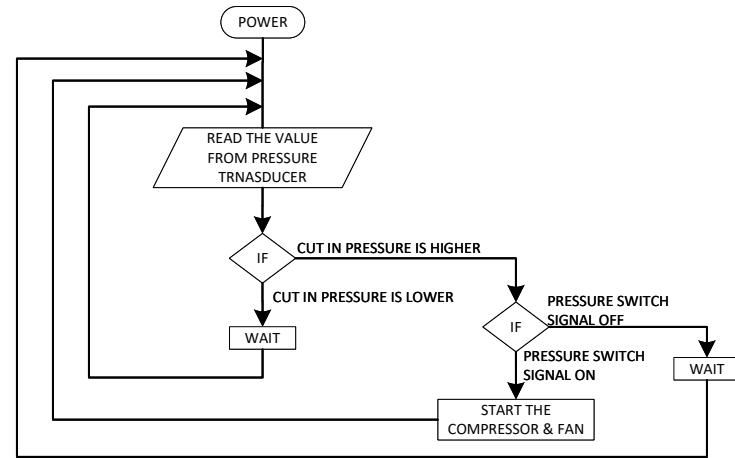 POWER
READ THE VALUE
FROM PRESSURE
TRNASDUCER
IF
CUT IN PRESSURE IS HIGHER
CUT IN PRESSURE IS LOWER
WAIT
IF
PRESSURE SWITCH
SIGNAL OFF
PRESSURE SWITCH
SIGNAL ON
WAIT
START THE
COMPRESSOR & FAN